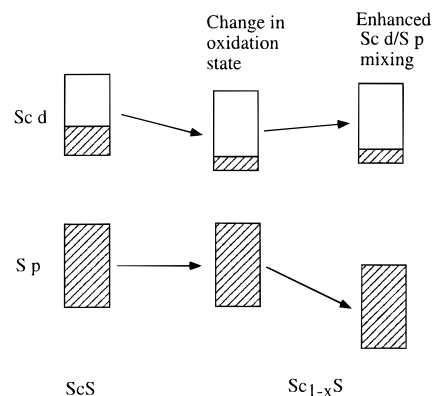 Change in
oxidation
state
Enhanced
Sc d/S p
mixing
Sc d
S p
ScS
Sc1-xS